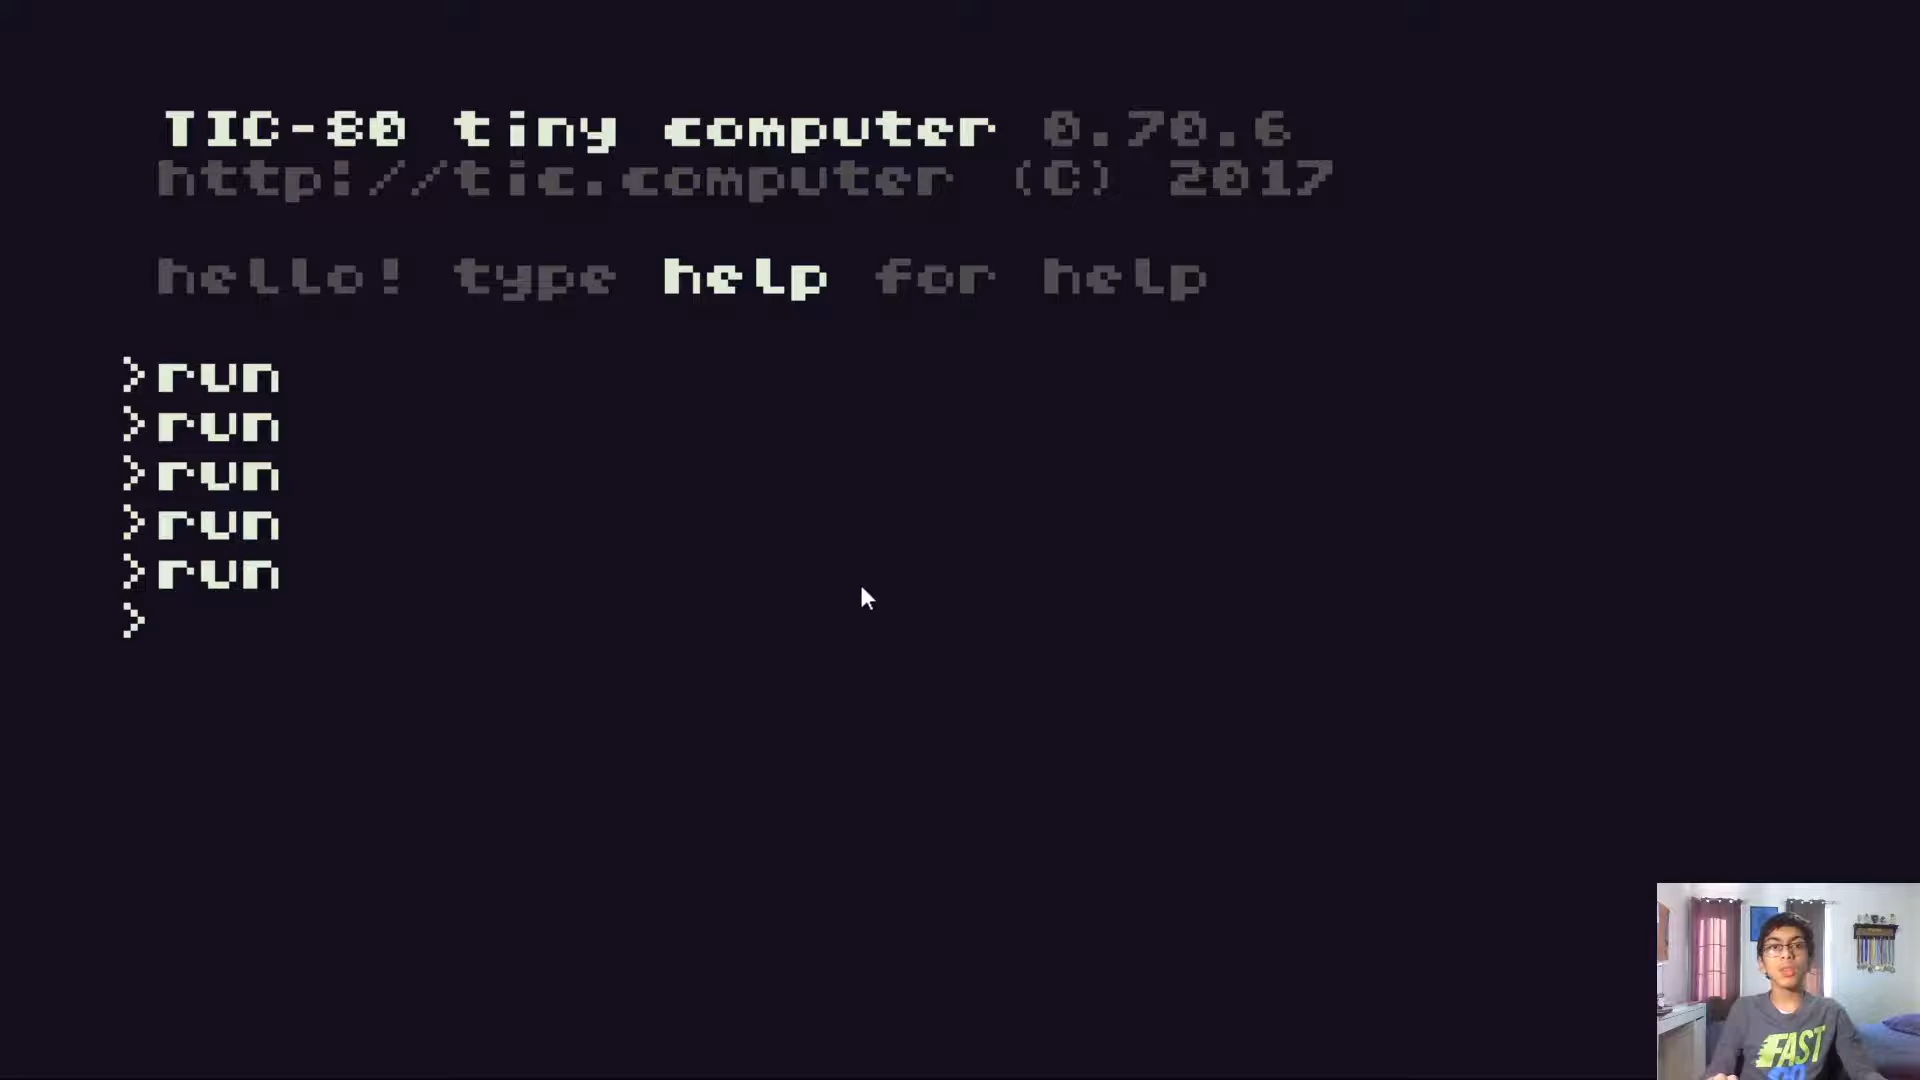 TIC-80 tiny computer 0.70.6
http://tic.computer (C) 2017
hello! type help for help
>run
>run
>run
>run
>run
>
FAST